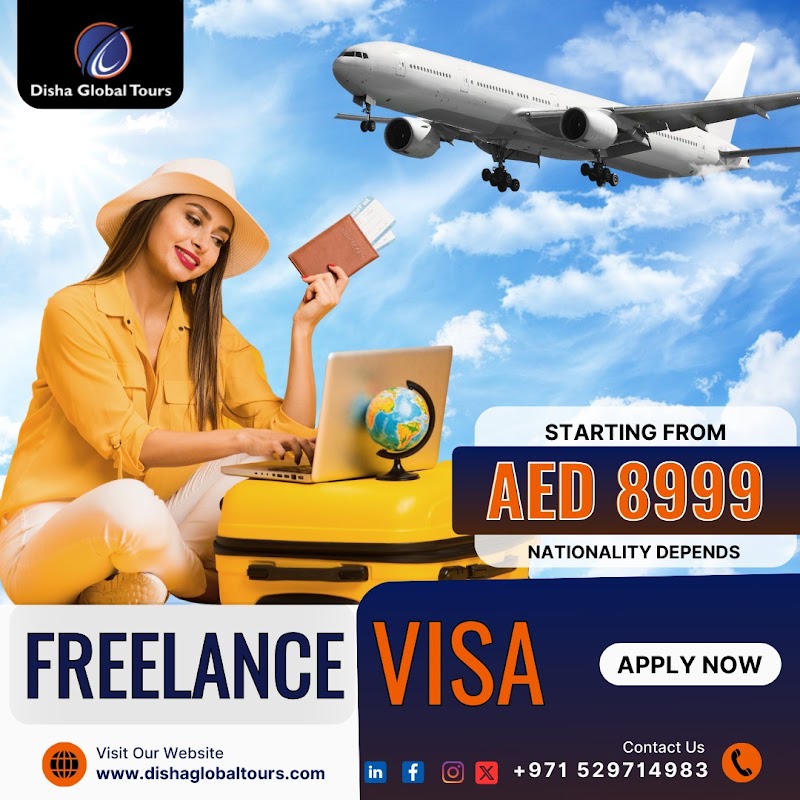 Disha Global Tours
STARTING FROM
AED 8999
NATIONALITY DEPENDS
FREELANCE VISA
APPLY NOW
Visit Our Website
www.dishaglobaltours.com
Contact Us
+971 529714983